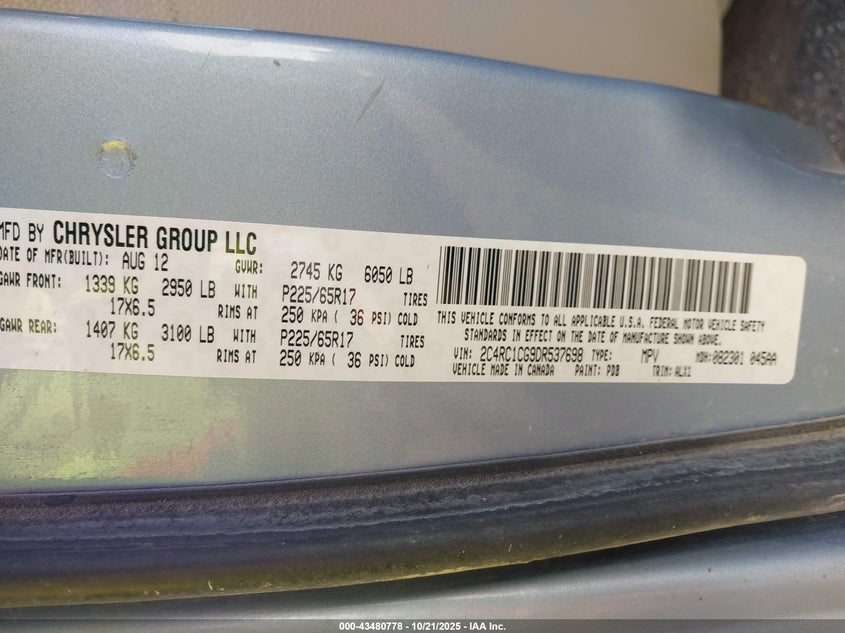 MFD BY CHRYSLER GROUP LLC
DATE OF MFR(BUILT): AUG 12 GVWR: 2745 KG 6050 LB
GAWR FRONT: 1339 KG 2950 LB WITH P225/65R17 TIRES
17X6.5 RIMS AT 250 KPA ( 36 PSI) COLD
GAWR REAR: 1407 KG 3100 LB WITH P225/65R17 TIRES
17X6.5 RIMS AT 250 KPA ( 36 PSI) COLD
THIS VEHICLE CONFORMS TO ALL APPLICABLE U.S.A. FEDERAL MOTOR VEHICLE SAFETY
STANDARDS IN EFFECT ON THE DATE OF MANUFACTURE SHOWN ABOVE.
VIN: 2C4RC1CG9DR537698 TYPE: MPV MDH: 082301 045AA
VEHICLE MADE IN CANADA PAINT: PDB TRIM: ALX1
000-43480778 - 10/21/2025 - IAA Inc.